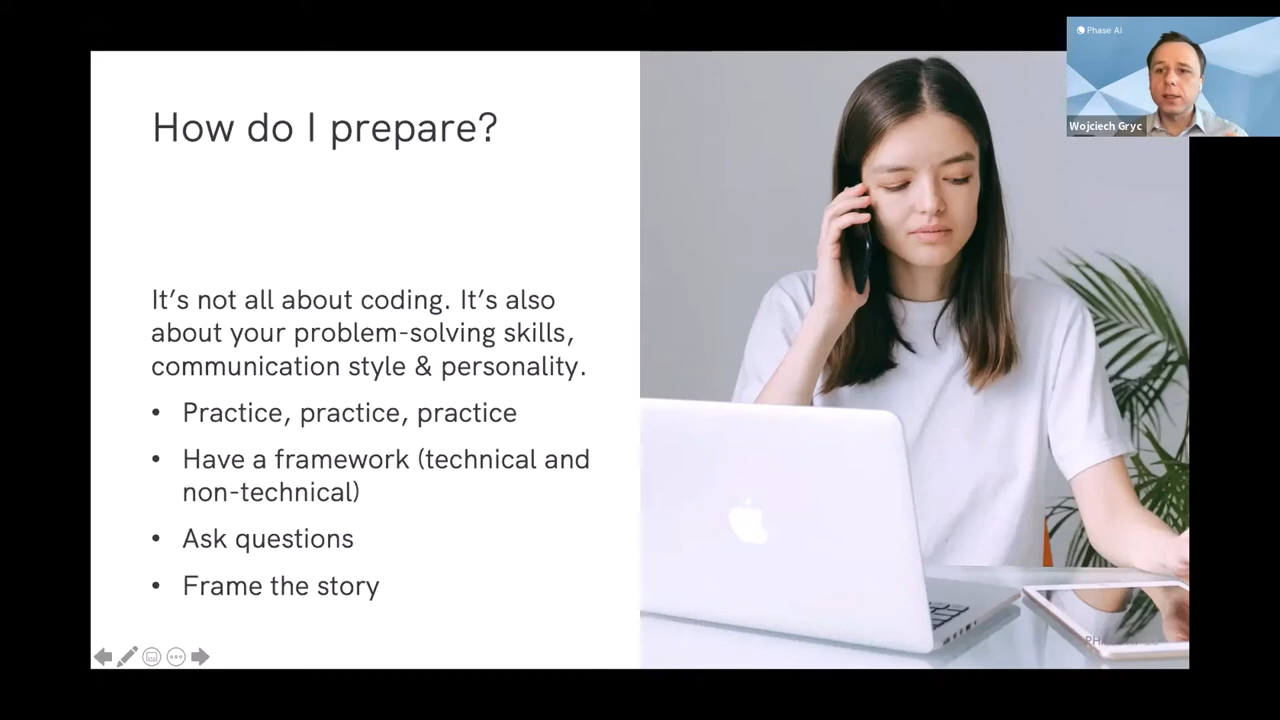 Phase AI
Wojciech Gryc
How do I prepare?
It's not all about coding. It's also
about your problem-solving skills,
communication style & personality.
• Practice, practice, practice
• Have a framework (technical and
non-technical)
• Ask questions
• Frame the story